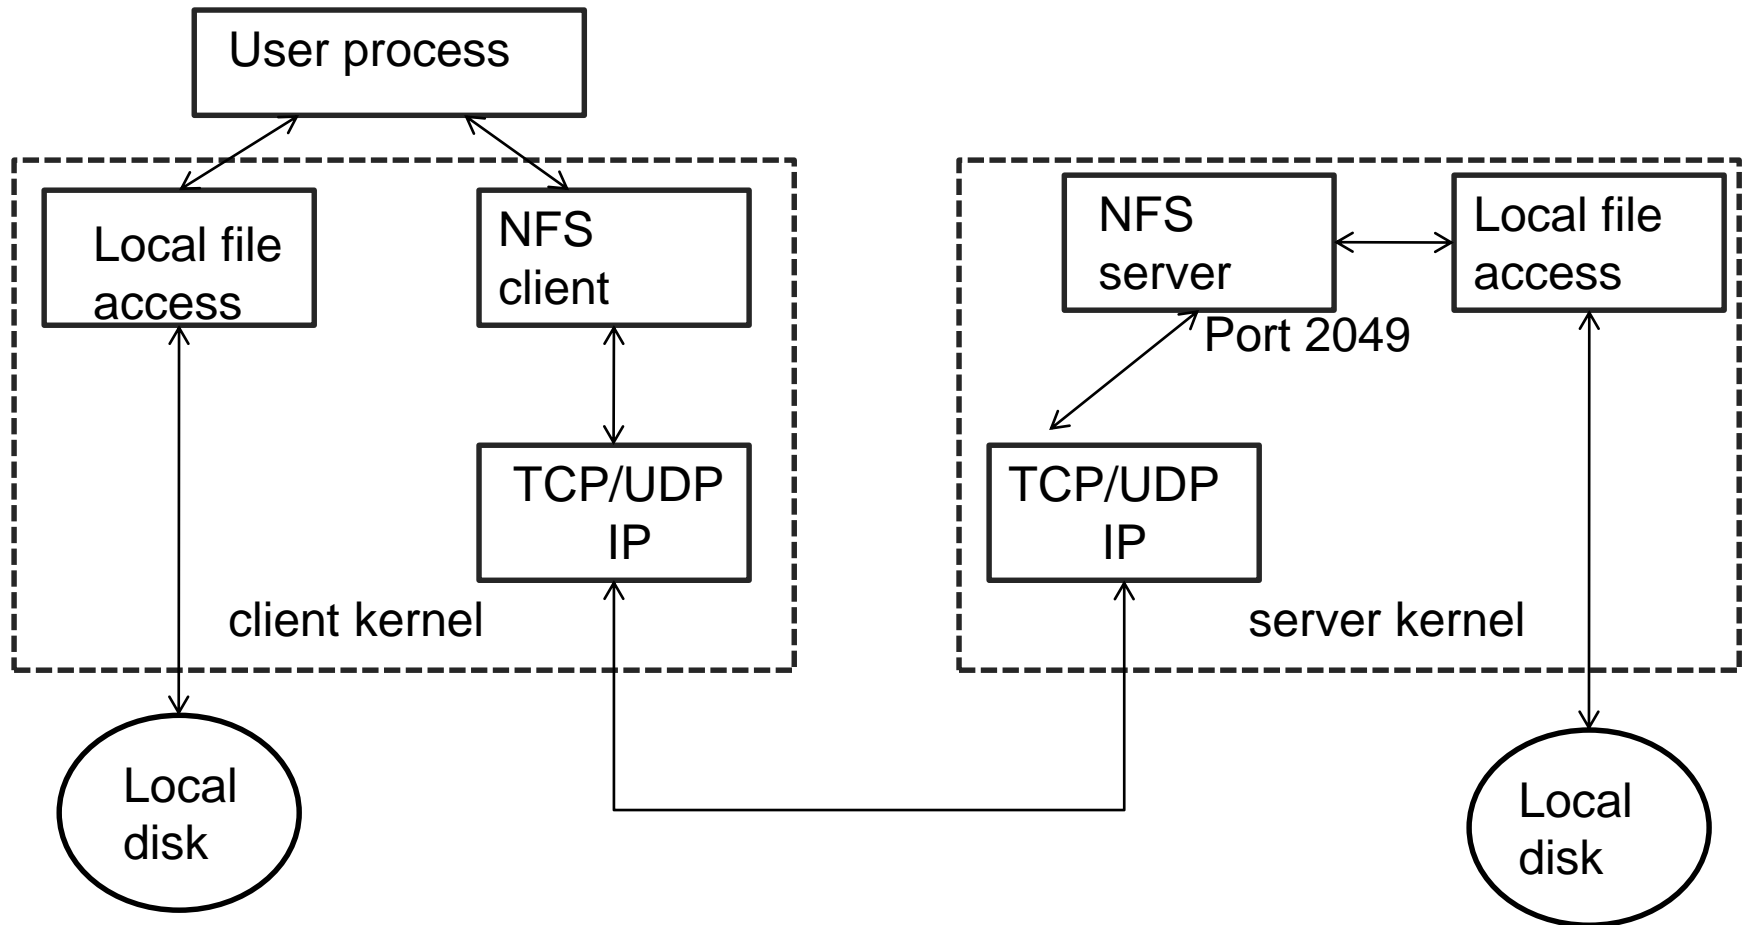 User process
Local file
access
NFS
client
TCP/UDP
IP
client kernel
Local
disk
NFS
server
Local file
access
Port 2049
TCP/UDP
IP
server kernel
Local
disk